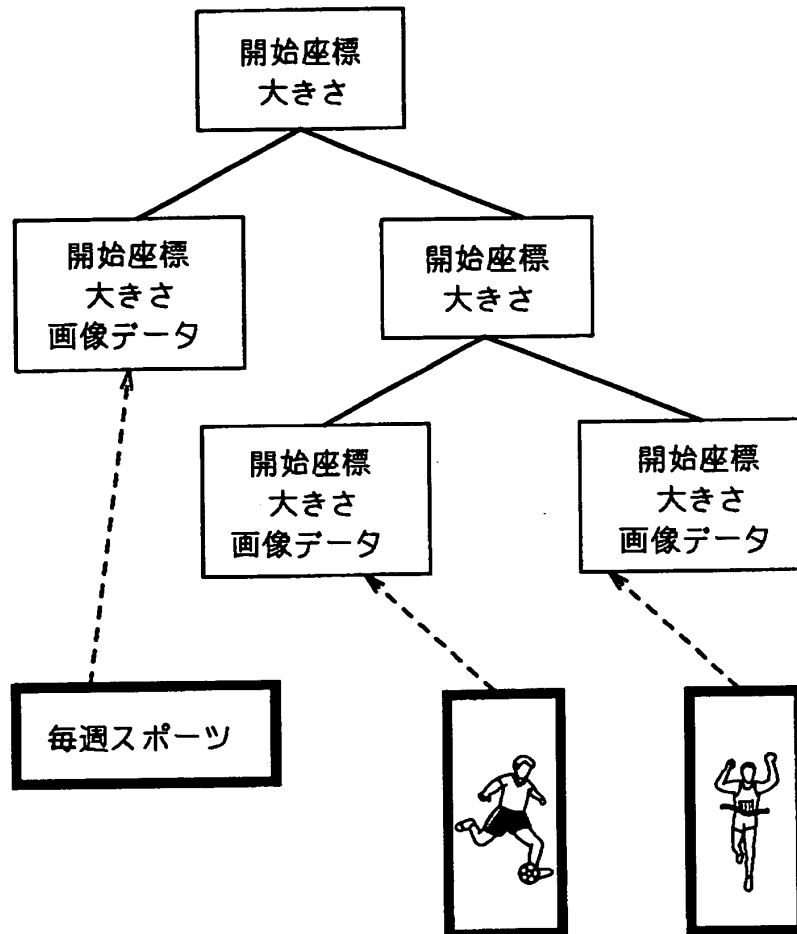 開始座標
大きさ
開始座標
大きさ
画像データ
開始座標
大きさ
開始座標
大きさ
画像データ
開始座標
大きさ
画像データ
毎週スポーツ